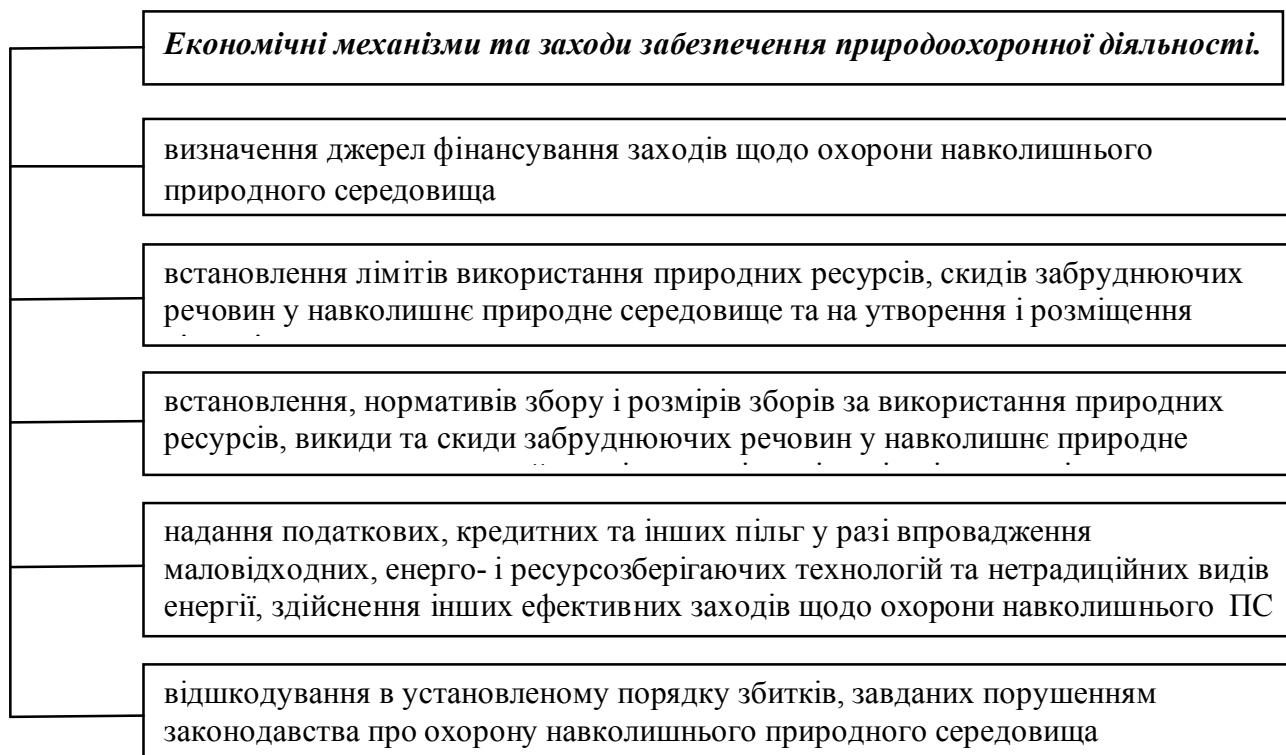 Економічні механізми та заходи забезпечення природоохоронної діяльності.
визначення джерел фінансування заходів щодо охорони навколишнього
природного середовища
встановлення лімітів використання природних ресурсів, скидів забруднюючих
речовин у навколишнє природне середовище та на утворення і розміщення
встановлення, нормативів збору і розмірів зборів за використання природних
ресурсів, викиди та скиди забруднюючих речовин у навколишнє природне
надання податкових, кредитних та інших пільг у разі впровадження
маловідходних, енерго- і ресурсозберігаючих технологій та нетрадиційних видів
енергії, здійснення інших ефективних заходів щодо охорони навколишнього ПС
відшкодування в установленому порядку збитків, завданих порушенням
законодавства про охорону навколишнього природного середовища